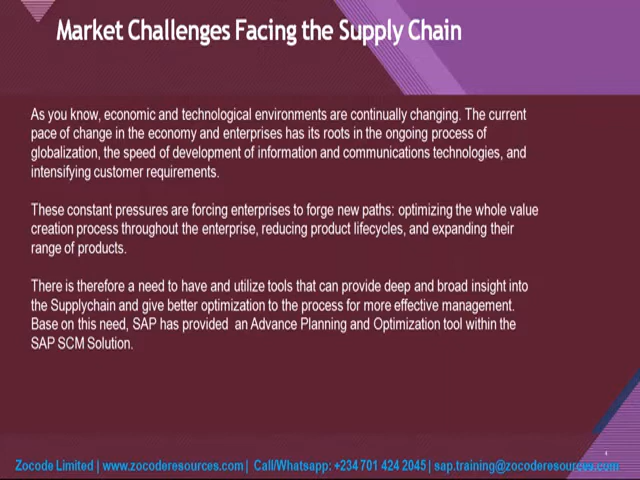 Market Challenges Facing the Supply Chain
As you know, economic and technological environments are continually changing. The current
pace of change in the economy and enterprises has its roots in the ongoing process of
globalization, the speed of development of information and communications technologies, and
intensifying customer requirements.
These constant pressures are forcing enterprises to forge new paths: optimizing the whole value
creation process throughout the enterprise, reducing product lifecycles, and expanding their
range of products.
There is therefore a need to have and utilize tools that can provide deep and broad insight into
the Supplychain and give better optimization to the process for more effective management.
Base on this need, SAP has provided an Advance Planning and Optimization tool within the
SAP SCM Solution.
4
Zocode Limited | www.zocoderesources.com | Call/Whatsapp: +234 701 424 2045 | sap.training@zocoderesources.com